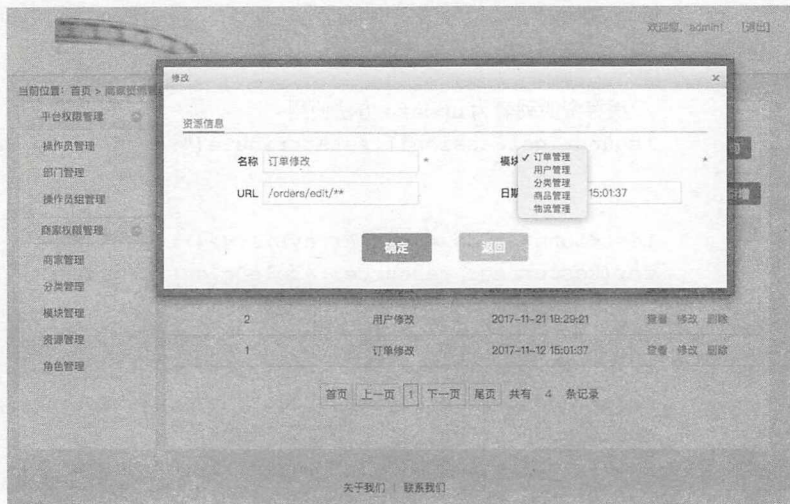 欢迎您，admin! [退出]
当前位置：首页 > 商家资源
修改 ×
资源信息
名称 订单修改 *
模块 ✓ 订单管理 *
用户管理
分类管理
商品管理
物流管理
URL /orders/edit/**
日期 15:01:37
确定 返回
平台权限管理
操作员管理
部门管理
操作员组管理
商家权限管理
商家管理
分类管理
模块管理
资源管理
角色管理
2 用户修改 2017-11-21 18:29:21 查看 修改 删除
1 订单修改 2017-11-12 15:01:37 查看 修改 删除
首页 上一页 1 下一页 尾页 共有 4 条记录
关于我们 | 联系我们